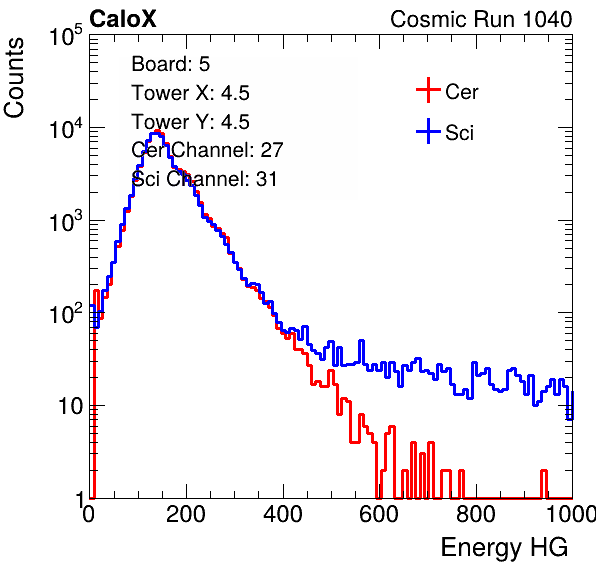 CaloX Cosmic Run 1040
Counts
10^5
10^4
10^3
10^2
10
1
Board: 5
Tower X: 4.5
Tower Y: 4.5
Cer Channel: 27
Sci Channel: 31
Cer
Sci
0 200 400 600 800 1000
Energy HG